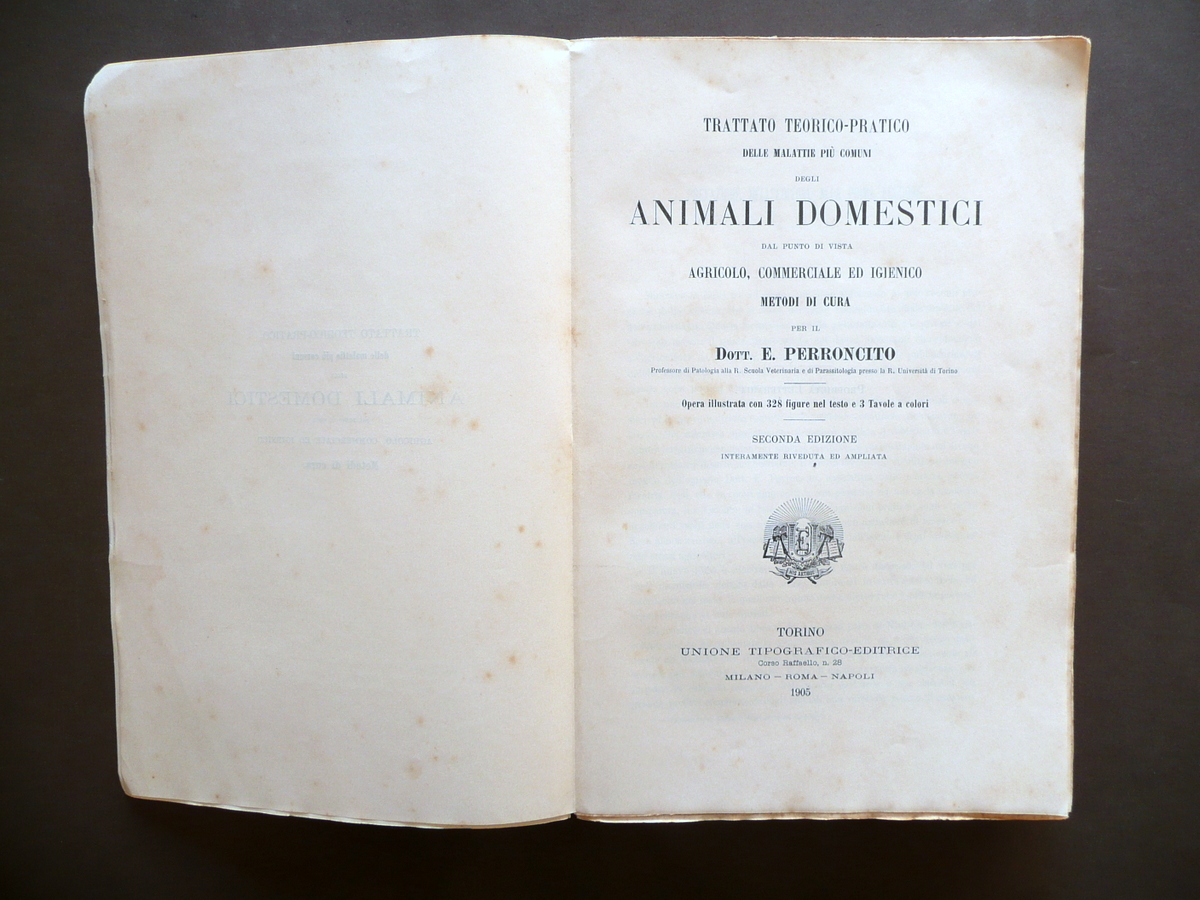 TRATTATO TEORICO-PRATICO
DELLE MALATTIE PIÙ COMUNI
DEGLI
ANIMALI DOMESTICI
DAL PUNTO DI VISTA
AGRICOLO, COMMERCIALE ED IGIENICO
METODI DI CURA
PER IL
DOTT. E. PERRONCITO
Professore di Patologia alla R. Scuola Veterinaria e di Parassitologia presso la R. Università di Torino
Opera illustrata con 328 figure nel testo e 3 Tavole a colori
SECONDA EDIZIONE
INTERAMENTE RIVEDUTA ED AMPLIATA
TORINO
UNIONE TIPOGRAFICO-EDITRICE
Corso Raffaello, n. 28
MILANO – ROMA – NAPOLI
1905